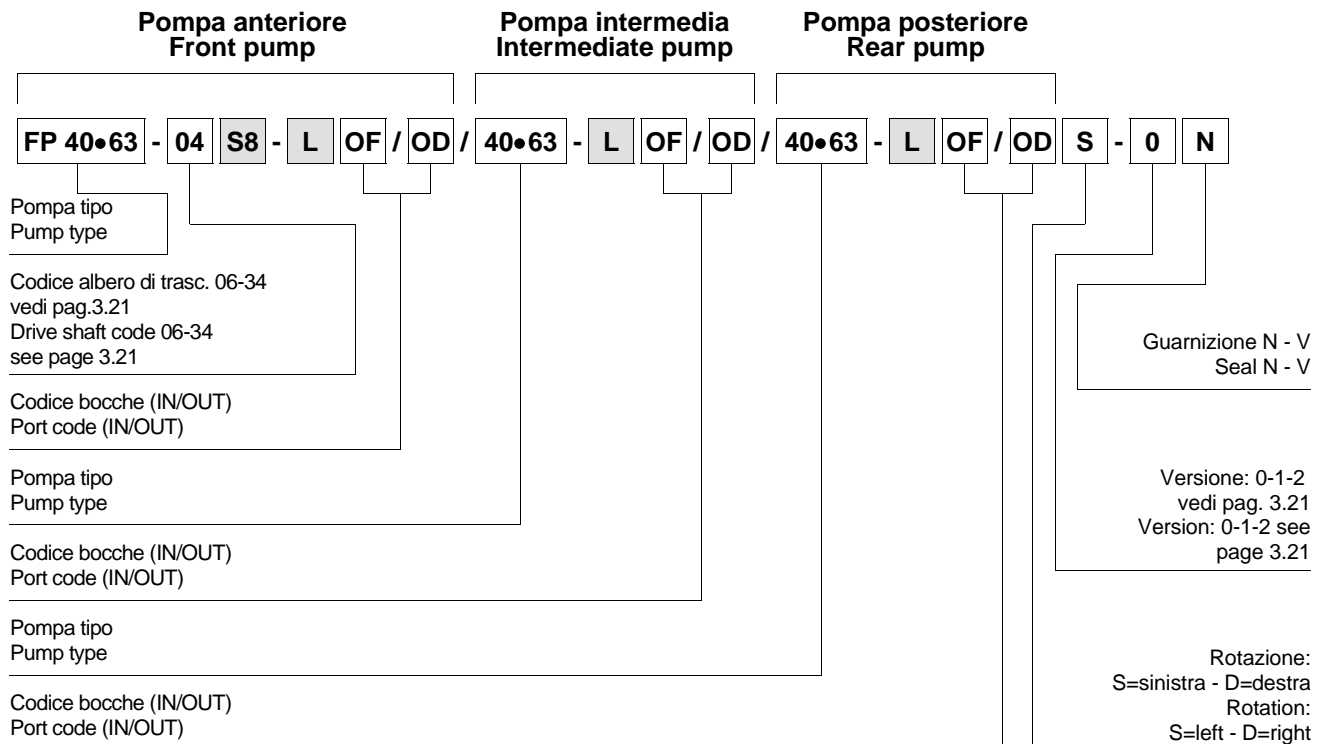 Pompa anteriore
Front pump
Pompa intermedia
Intermediate pump
Pompa posteriore
Rear pump
FP 40•63 - 04 S8 - L OF / OD / 40•63 - L OF / OD / 40•63 - L OF / OD S - 0 N
Pompa tipo
Pump type
Codice albero di trasc. 06-34
vedi pag.3.21
Drive shaft code 06-34
see page 3.21
Codice bocche (IN/OUT)
Port code (IN/OUT)
Pompa tipo
Pump type
Codice bocche (IN/OUT)
Port code (IN/OUT)
Pompa tipo
Pump type
Codice bocche (IN/OUT)
Port code (IN/OUT)
Guarnizione N - V
Seal N - V
Versione: 0-1-2
vedi pag. 3.21
Version: 0-1-2 see
page 3.21
Rotazione:
S=sinistra - D=destra
Rotation:
S=left - D=right